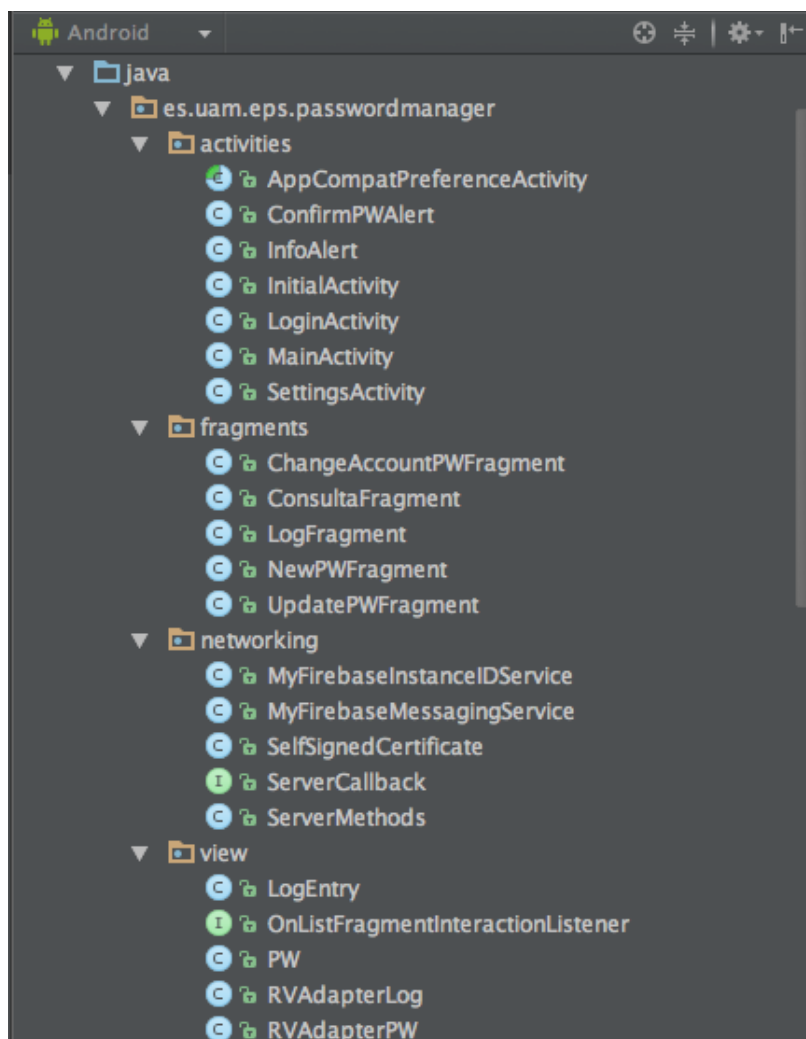 Android
java
es.uam.eps.passwordmanager
activities
AppCompatPreferenceActivity
ConfirmPWAlert
InfoAlert
InitialActivity
LoginActivity
MainActivity
SettingsActivity
fragments
ChangeAccountPWFragment
ConsultaFragment
LogFragment
NewPWFragment
UpdatePWFragment
networking
MyFirebaseInstanceIDService
MyFirebaseMessagingService
SelfSignedCertificate
ServerCallback
ServerMethods
view
LogEntry
OnListFragmentInteractionListener
PW
RVAdapterLog
RVAdapterPW